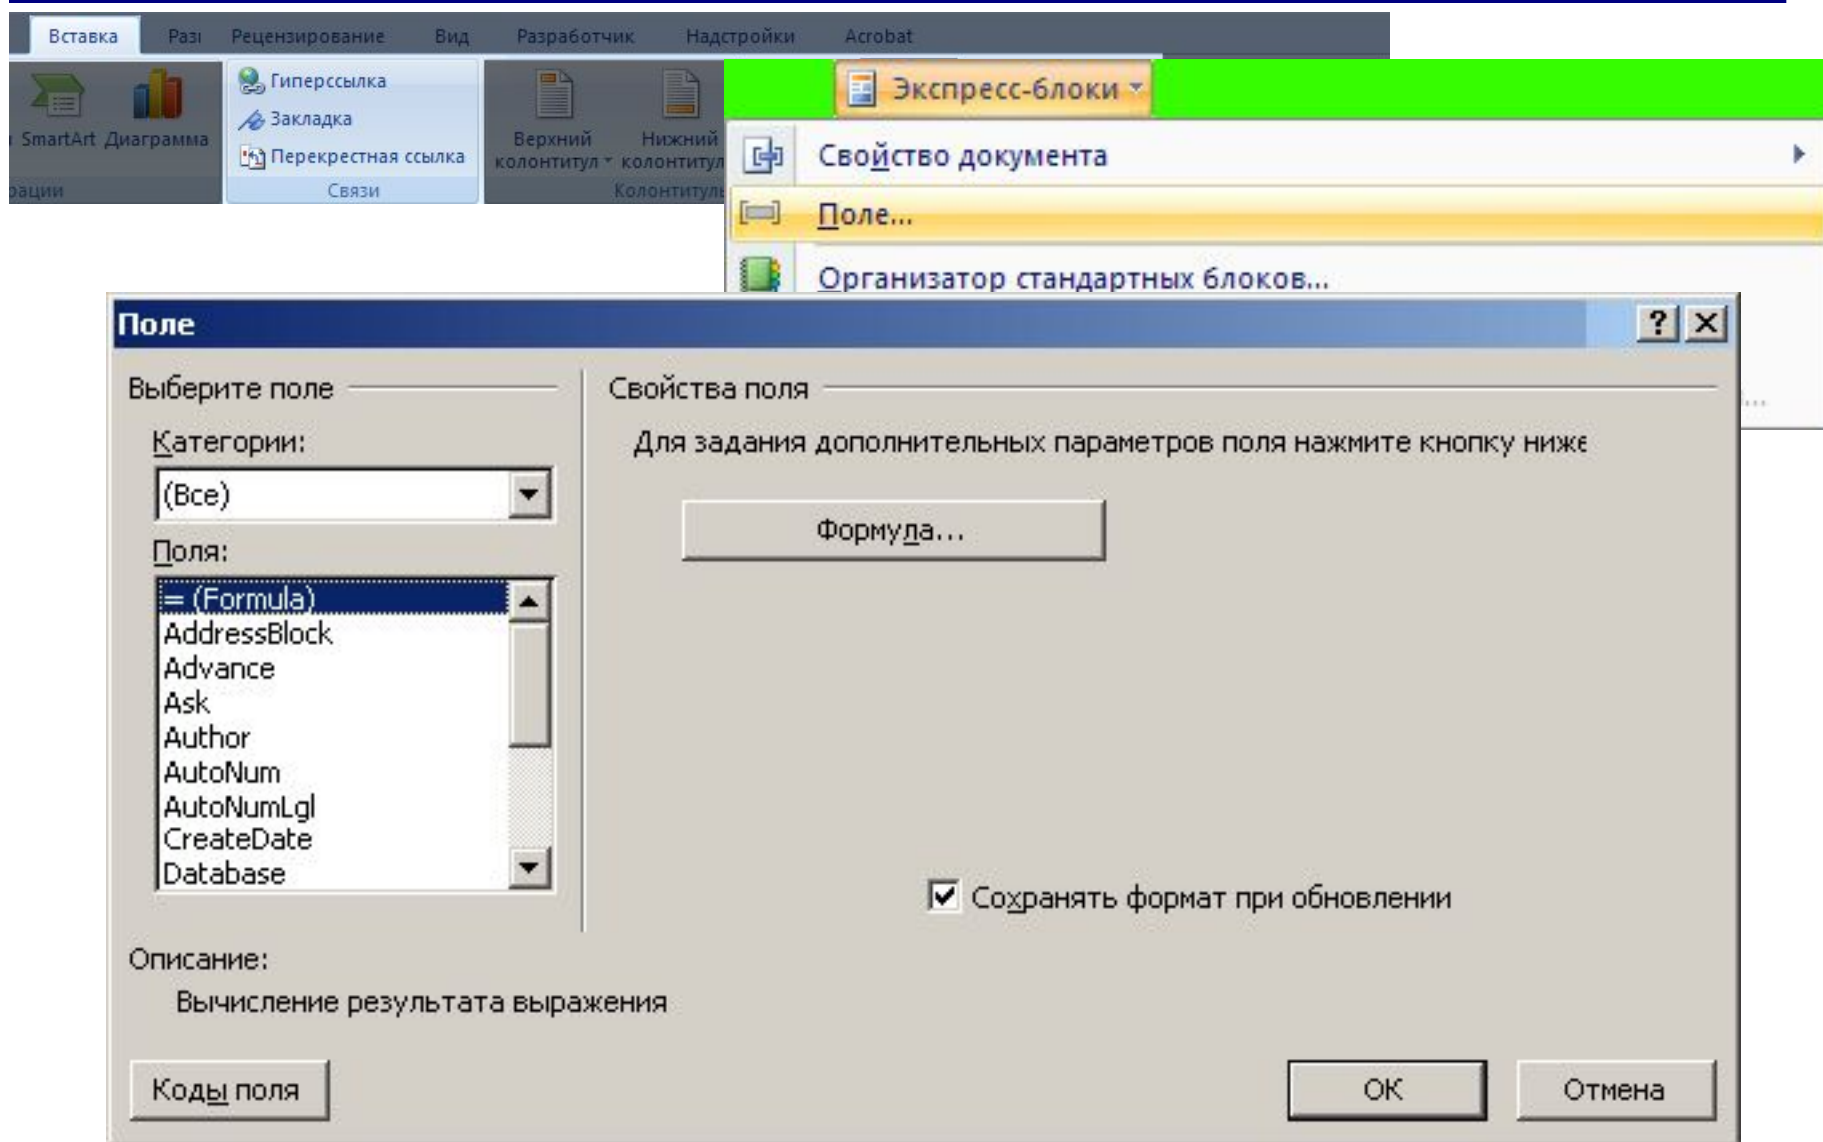 Вставка Разı Рецензирование Вид Разработчик Надстройки Acrobat
Гиперссылка
Закладка
Перекрестная ссылка
Связи
SmartArt Диаграмма
рации
Верхний колонтитул
Нижний колонтитул
Колонтитулы
Экспресс-блоки
Свойство документа
Поле...
Организатор стандартных блоков...
Поле
Выберите поле
Категории:
(Все)
Поля:
= (Formula)
AddressBlock
Advance
Ask
Author
AutoNum
AutoNumLgl
CreateDate
Database
Свойства поля
Для задания дополнительных параметров поля нажмите кнопку ниже
Формула...
Сохранять формат при обновлении
Описание:
Вычисление результата выражения
Коды поля
ОК
Отмена